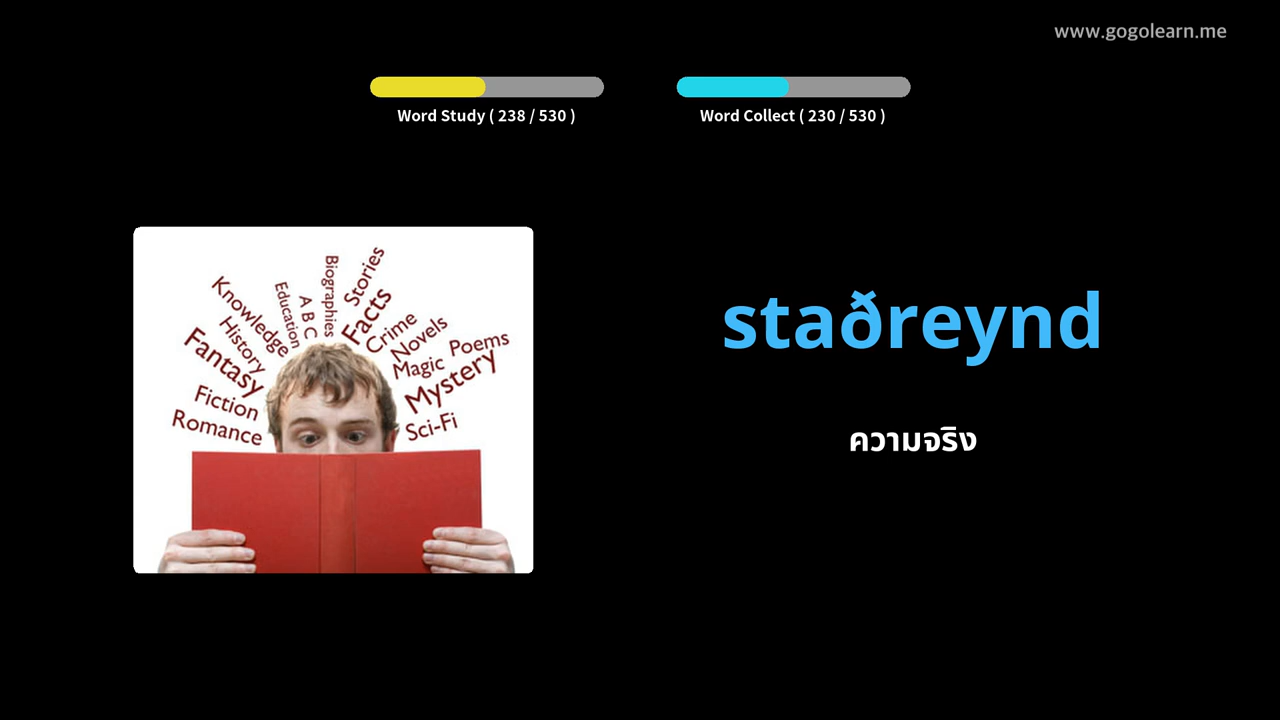 www.gogolearn.me
Word Study ( 238 / 530 )
Word Collect ( 230 / 530 )
Knowledge
Education
A B C
Biographies
Stories
Facts
Crime
Novels
Poems
Magic
Mystery
Sci-Fi
History
Fantasy
Fiction
Romance
staðreynd
ความจริง